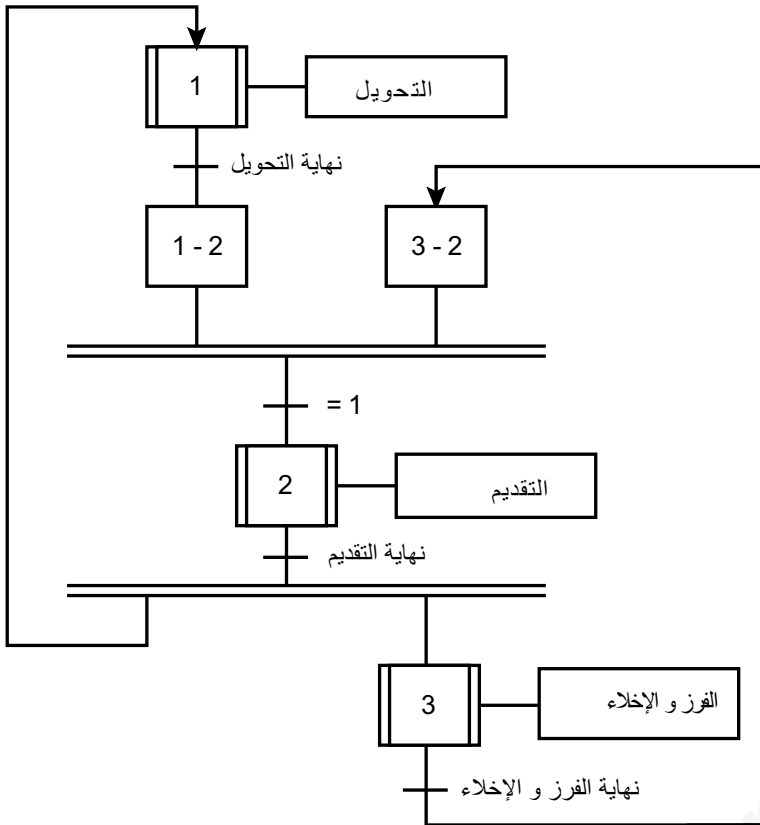 1
التحويل
نهاية التحويل
1 - 2
3 - 2
= 1
2
التقديم
نهاية التقديم
3
الفرز و الإخلاء
نهاية الفرز و الإخلاء